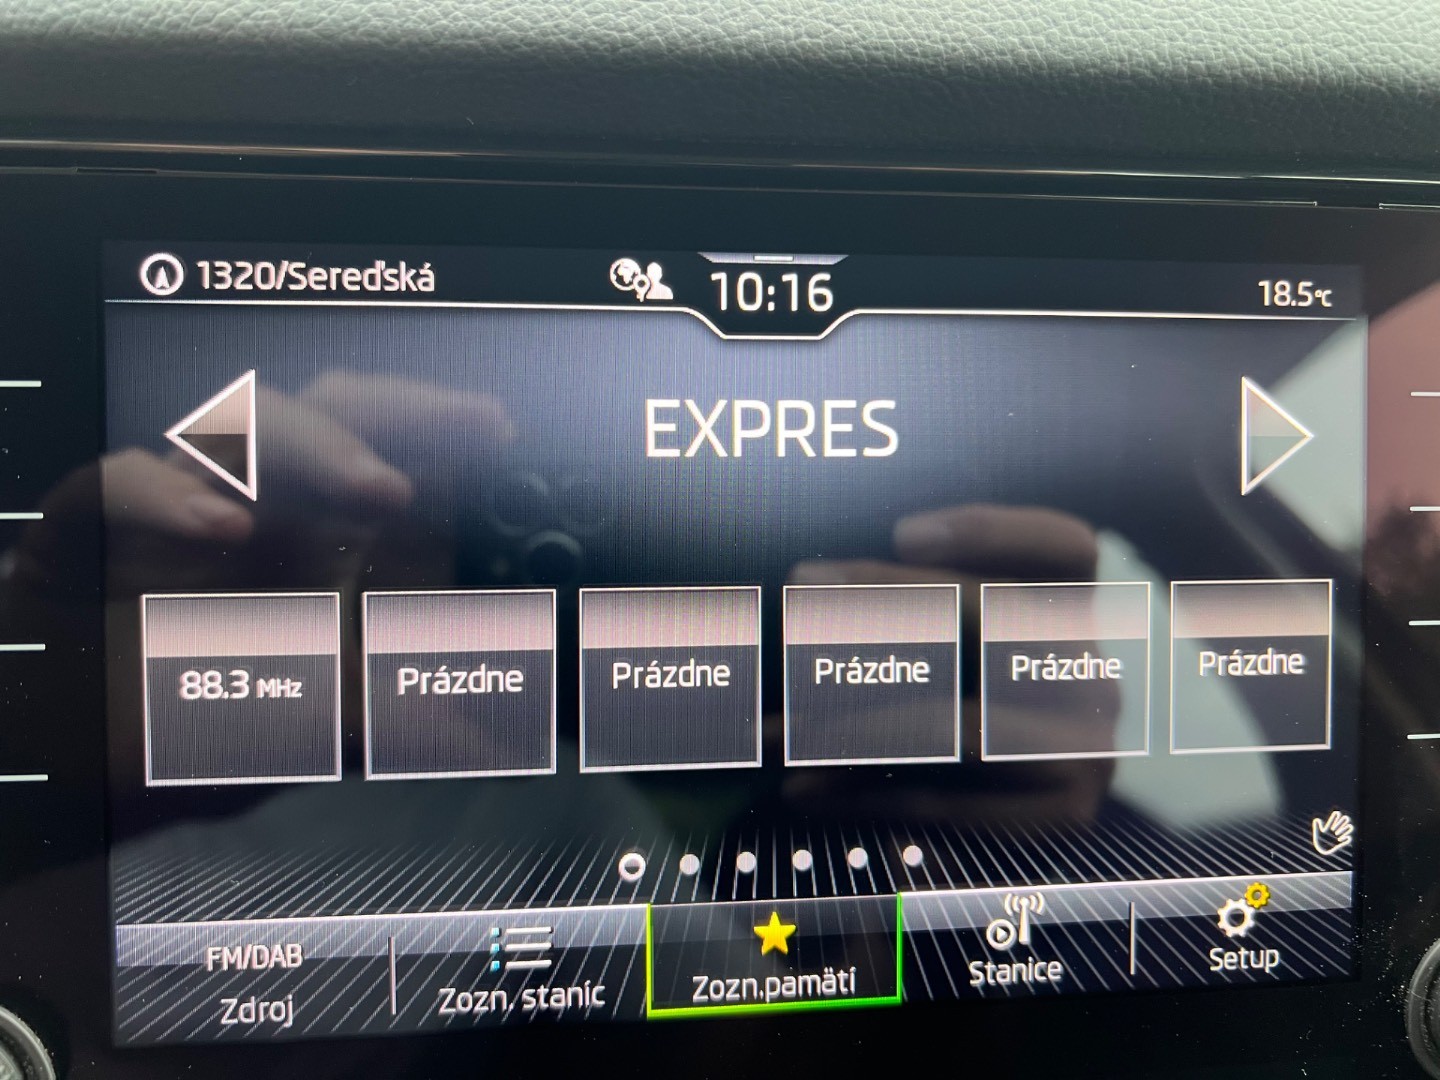 1320/Sereďská
10:16
18.5°C
EXPRES
88.3 MHz
Prázdne
Prázdne
Prázdne
Prázdne
Prázdne
FM/DAB
Zdroj
Zozn. staníc
Zozn.pamätí
Stanice
Setup